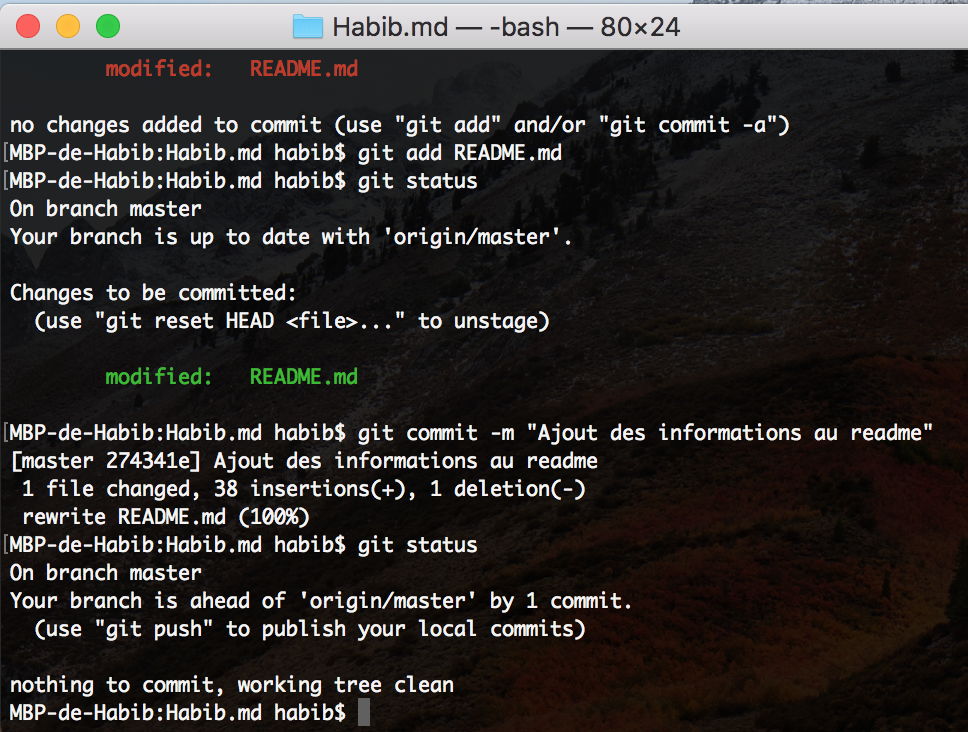 Habib.md — -bash — 80×24
modified: README.md
no changes added to commit (use "git add" and/or "git commit -a")
[MBP-de-Habib:Habib.md habib$ git add README.md
[MBP-de-Habib:Habib.md habib$ git status
On branch master
Your branch is up to date with 'origin/master'.
Changes to be committed:
(use "git reset HEAD <file>..." to unstage)
modified: README.md
[MBP-de-Habib:Habib.md habib$ git commit -m "Ajout des informations au readme"
[master 274341e] Ajout des informations au readme
1 file changed, 38 insertions(+), 1 deletion(-)
rewrite README.md (100%)
[MBP-de-Habib:Habib.md habib$ git status
On branch master
Your branch is ahead of 'origin/master' by 1 commit.
(use "git push" to publish your local commits)
nothing to commit, working tree clean
MBP-de-Habib:Habib.md habib$